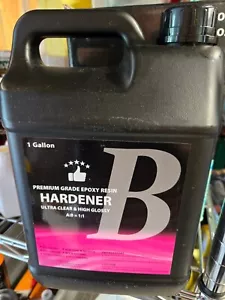 1 Gallon
PREMIUM GRADE EPOXY RESIN
HARDENER
ULTRA CLEAR & HIGH GLOSSY
A:B = 1:1
B